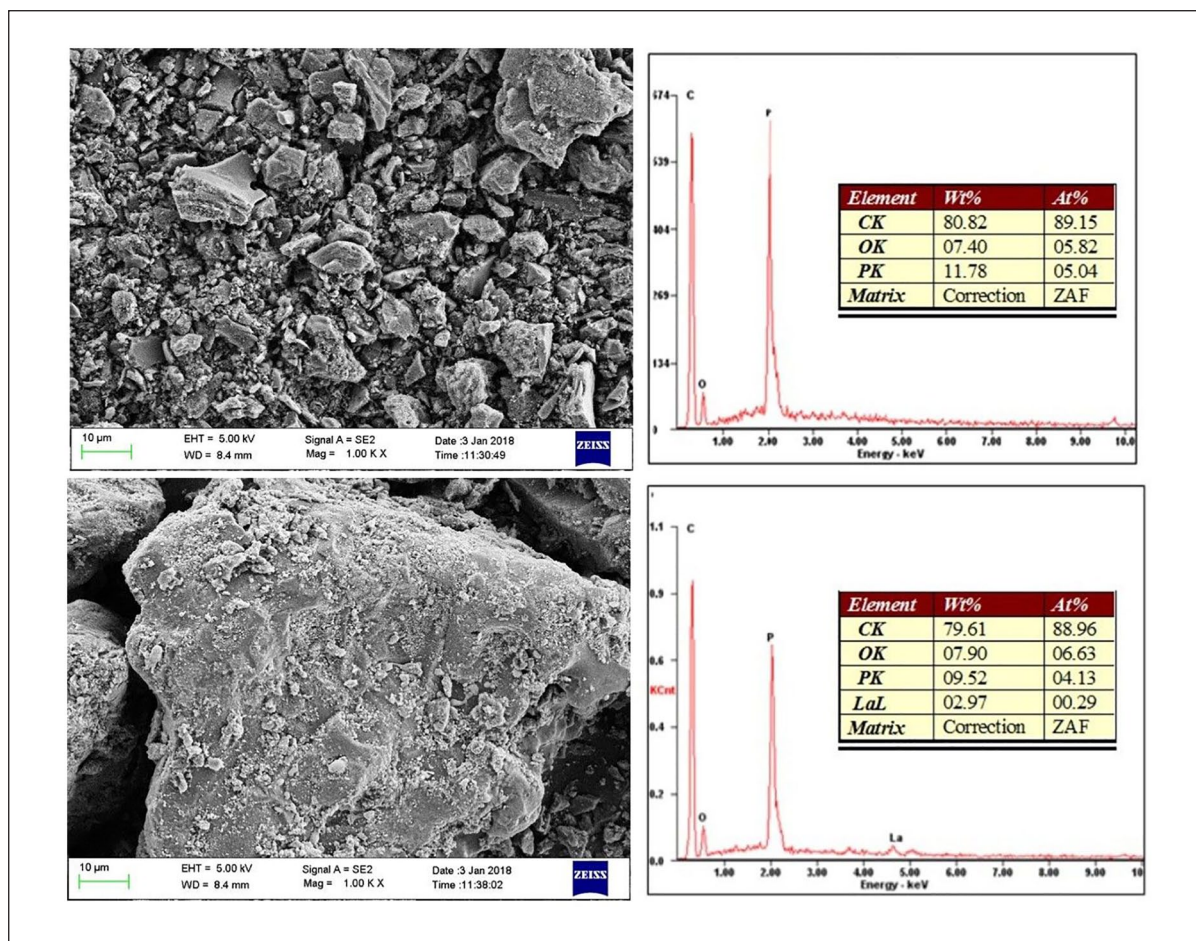 10 µm
EHT = 5.00 kV
Signal A = SE2
Date :3 Jan 2018
WD = 8.4 mm
Mag = 1.00 K X
Time :11:30:49
ZEISS
674
C
P
539
404
269
134
0
O
1.00 2.00 3.00 4.00 5.00 6.00 7.00 8.00 9.00 10.0
Energy - keV
Element Wt% At%
CK 80.82 89.15
OK 07.40 05.82
PK 11.78 05.04
Matrix Correction ZAF
10 µm
EHT = 5.00 kV
Signal A = SE2
Date :3 Jan 2018
WD = 8.4 mm
Mag = 1.00 K X
Time :11:38:02
ZEISS
1.1
C
0.9
P
0.6
KCnt
0.4
0.2
O
La
0.0
1.00 2.00 3.00 4.00 5.00 6.00 7.00 8.00 9.00 10
Energy - keV
Element Wt% At%
CK 79.61 88.96
OK 07.90 06.63
PK 09.52 04.13
LaL 02.97 00.29
Matrix Correction ZAF